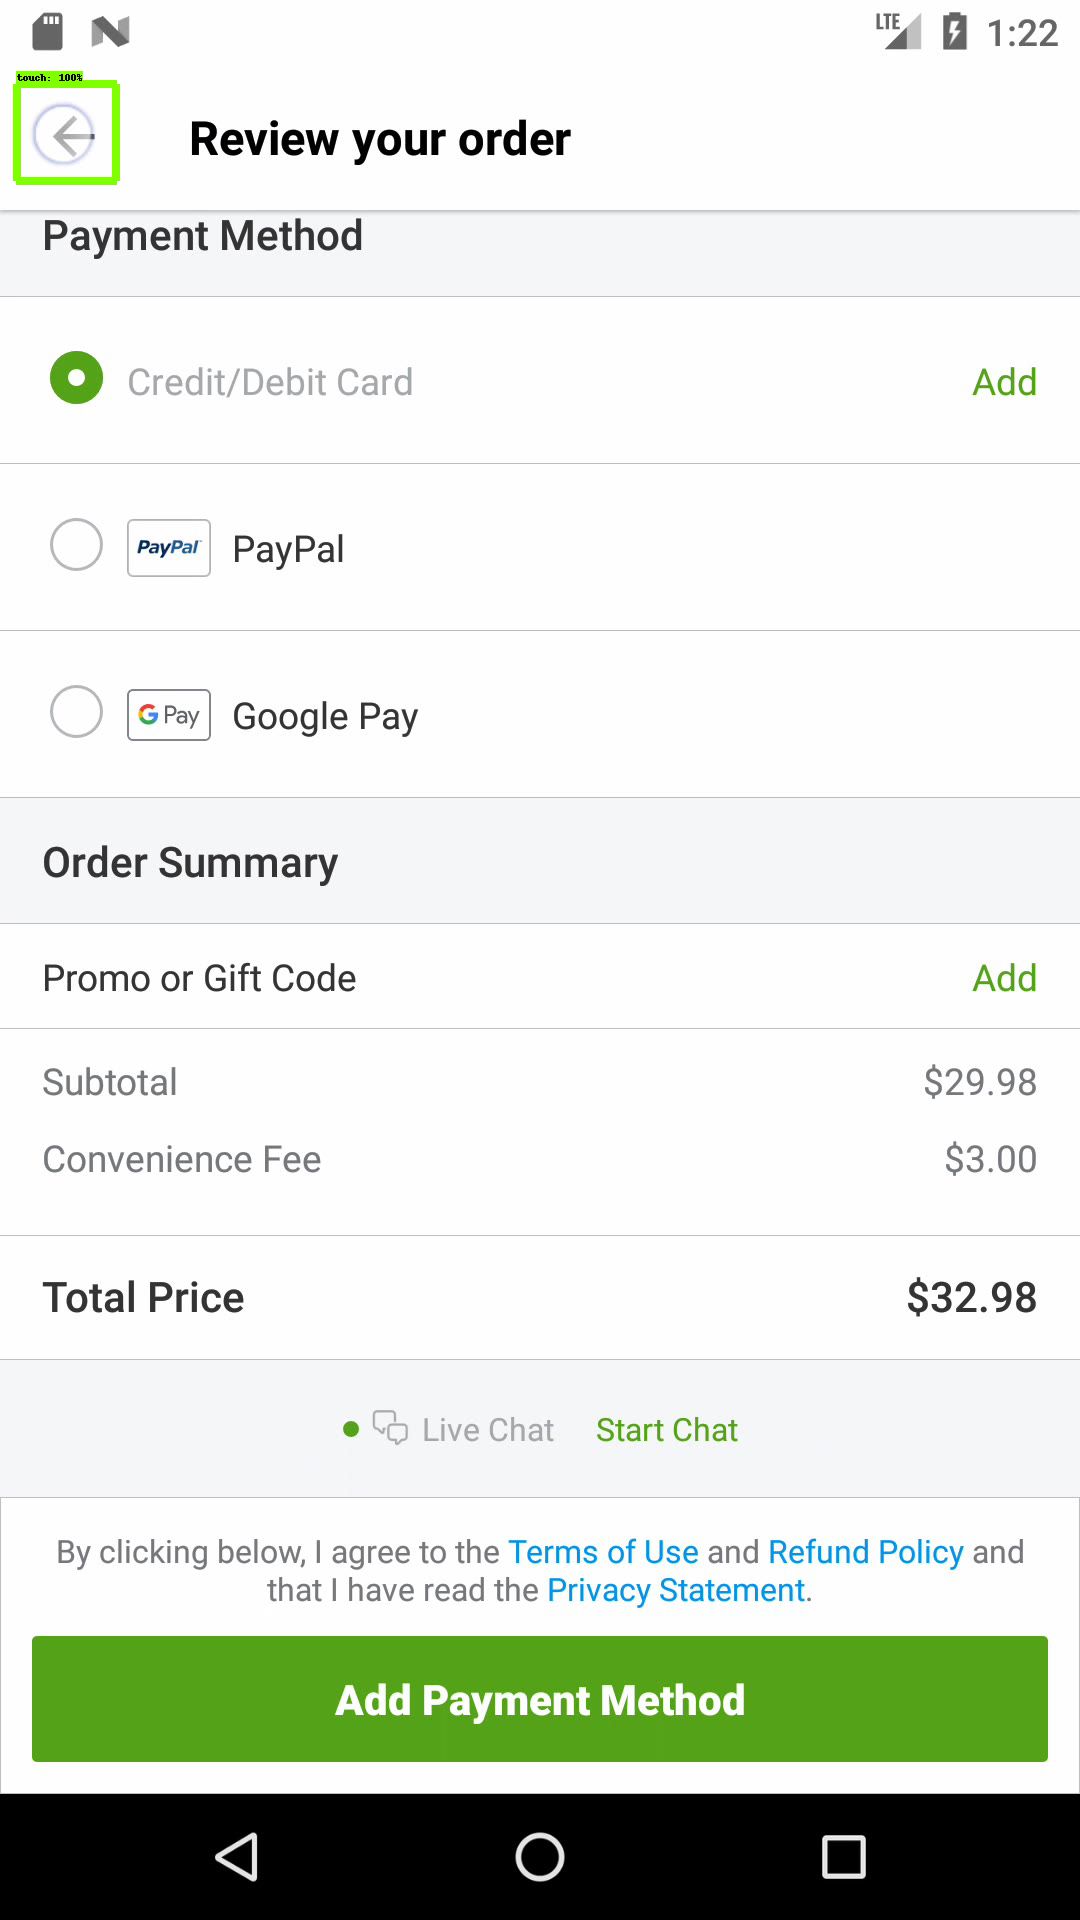 LTE 1:22
touch: 100%
Review your order
Payment Method
Credit/Debit Card Add
PayPal PayPal
G Pay Google Pay
Order Summary
Promo or Gift Code Add
Subtotal $29.98
Convenience Fee $3.00
Total Price $32.98
Live Chat Start Chat
By clicking below, I agree to the Terms of Use and Refund Policy and
that I have read the Privacy Statement.
Add Payment Method